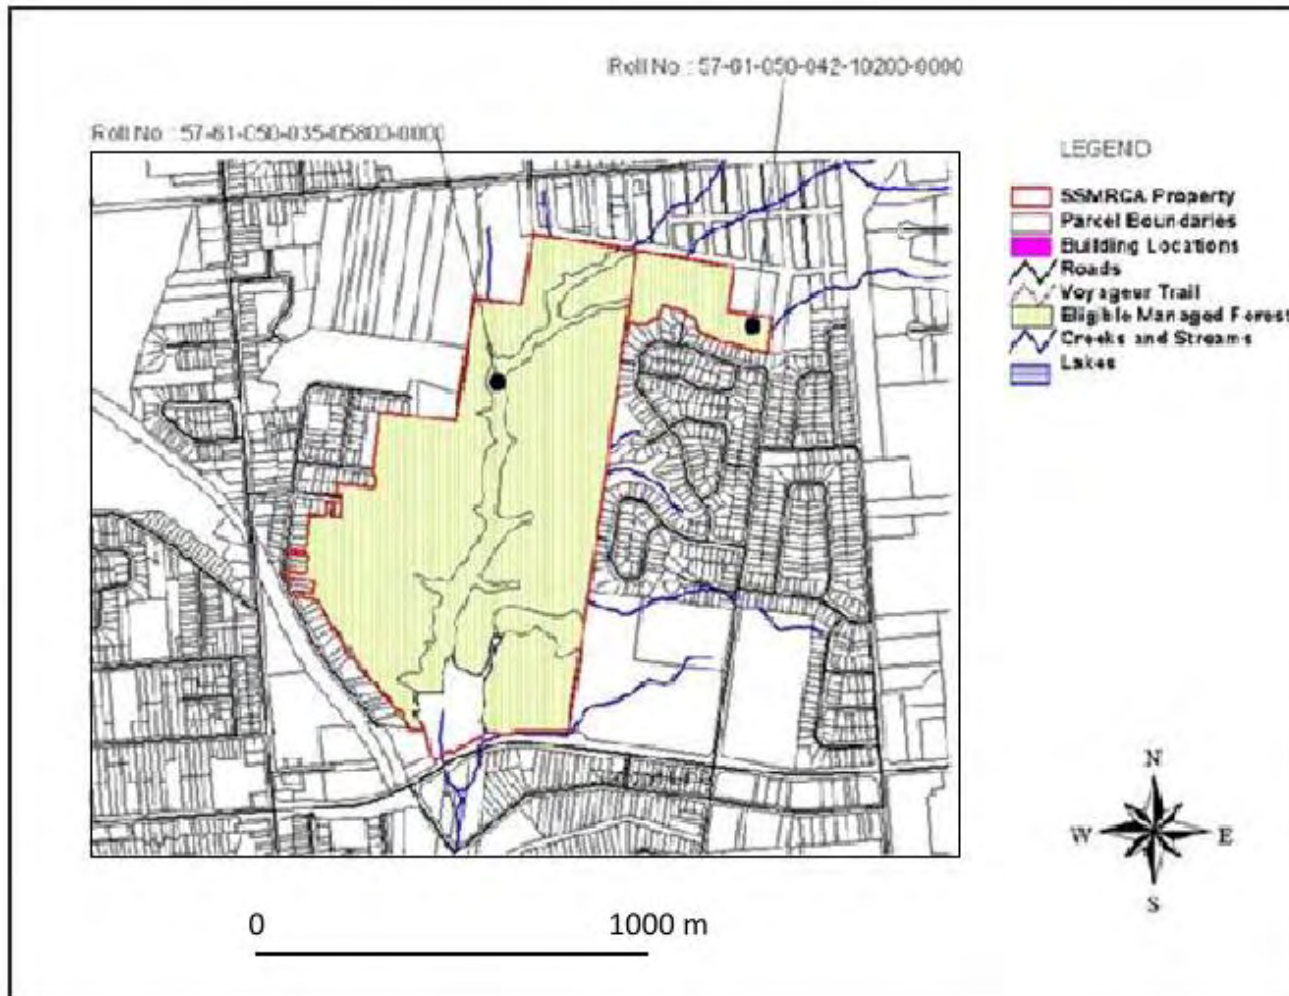 Roll No : 57-61-050-042-10200-0000
Roll No : 57-61-050-035-05800-0000
LEGEND
SSMRCA Property
Parcel Boundaries
Building Locations
Roads
Voyageur Trail
Eligible Managed Forest
Creeks and Streams
Lakes
N
W E
S
0 1000 m